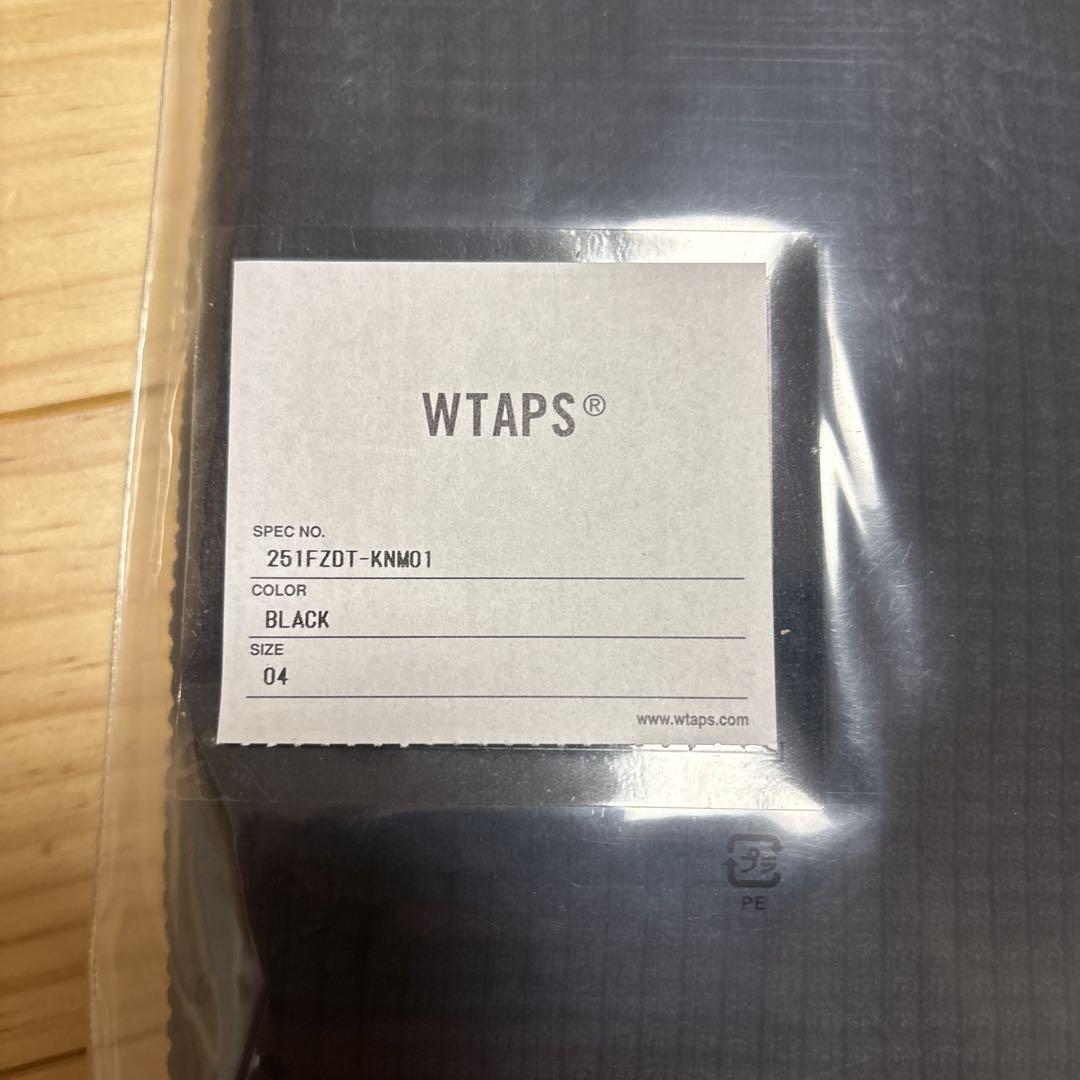 WTAPS®
SPEC NO.
251FZDT-KNM01
COLOR
BLACK
SIZE
04
www.wtaps.com
プラ
PE